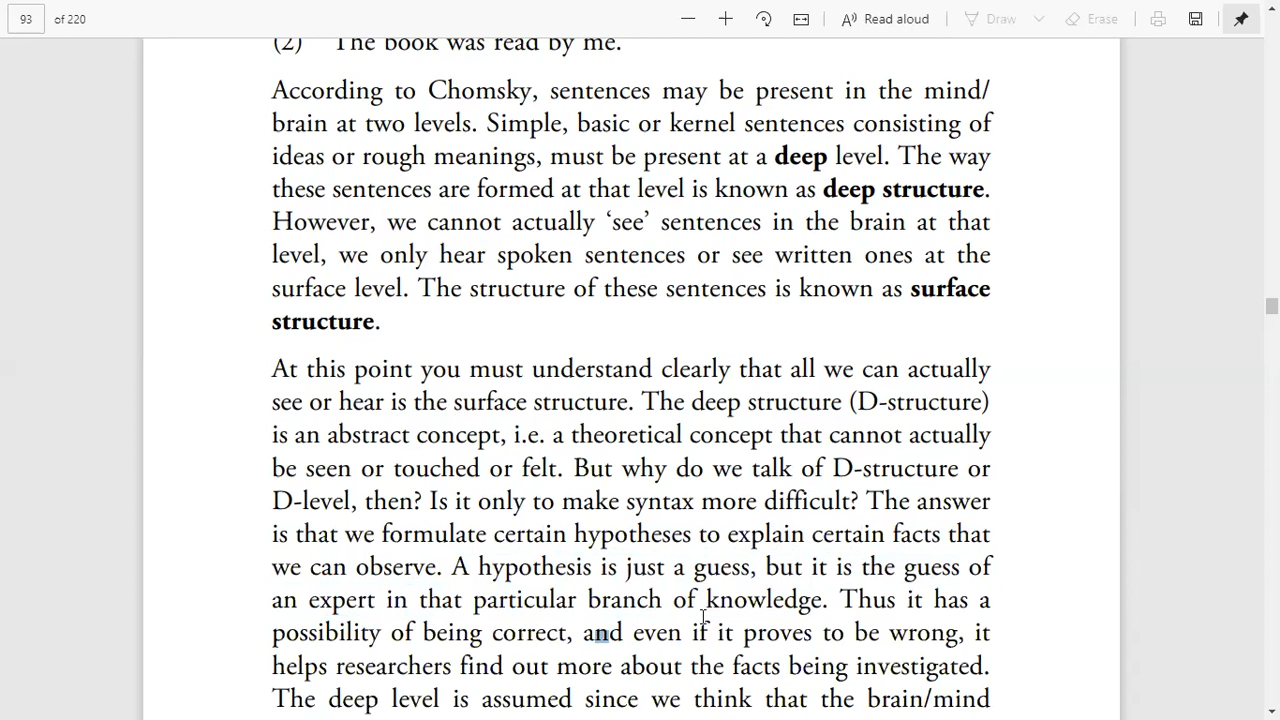 93 of 220 Read aloud Draw Erase
(2) The book was read by me.
According to Chomsky, sentences may be present in the mind/
brain at two levels. Simple, basic or kernel sentences consisting of
ideas or rough meanings, must be present at a deep level. The way
these sentences are formed at that level is known as deep structure.
However, we cannot actually ‘see’ sentences in the brain at that
level, we only hear spoken sentences or see written ones at the
surface level. The structure of these sentences is known as surface
structure.
At this point you must understand clearly that all we can actually
see or hear is the surface structure. The deep structure (D-structure)
is an abstract concept, i.e. a theoretical concept that cannot actually
be seen or touched or felt. But why do we talk of D-structure or
D-level, then? Is it only to make syntax more difficult? The answer
is that we formulate certain hypotheses to explain certain facts that
we can observe. A hypothesis is just a guess, but it is the guess of
an expert in that particular branch of knowledge. Thus it has a
possibility of being correct, and even if it proves to be wrong, it
helps researchers find out more about the facts being investigated.
The deep level is assumed since we think that the brain/mind